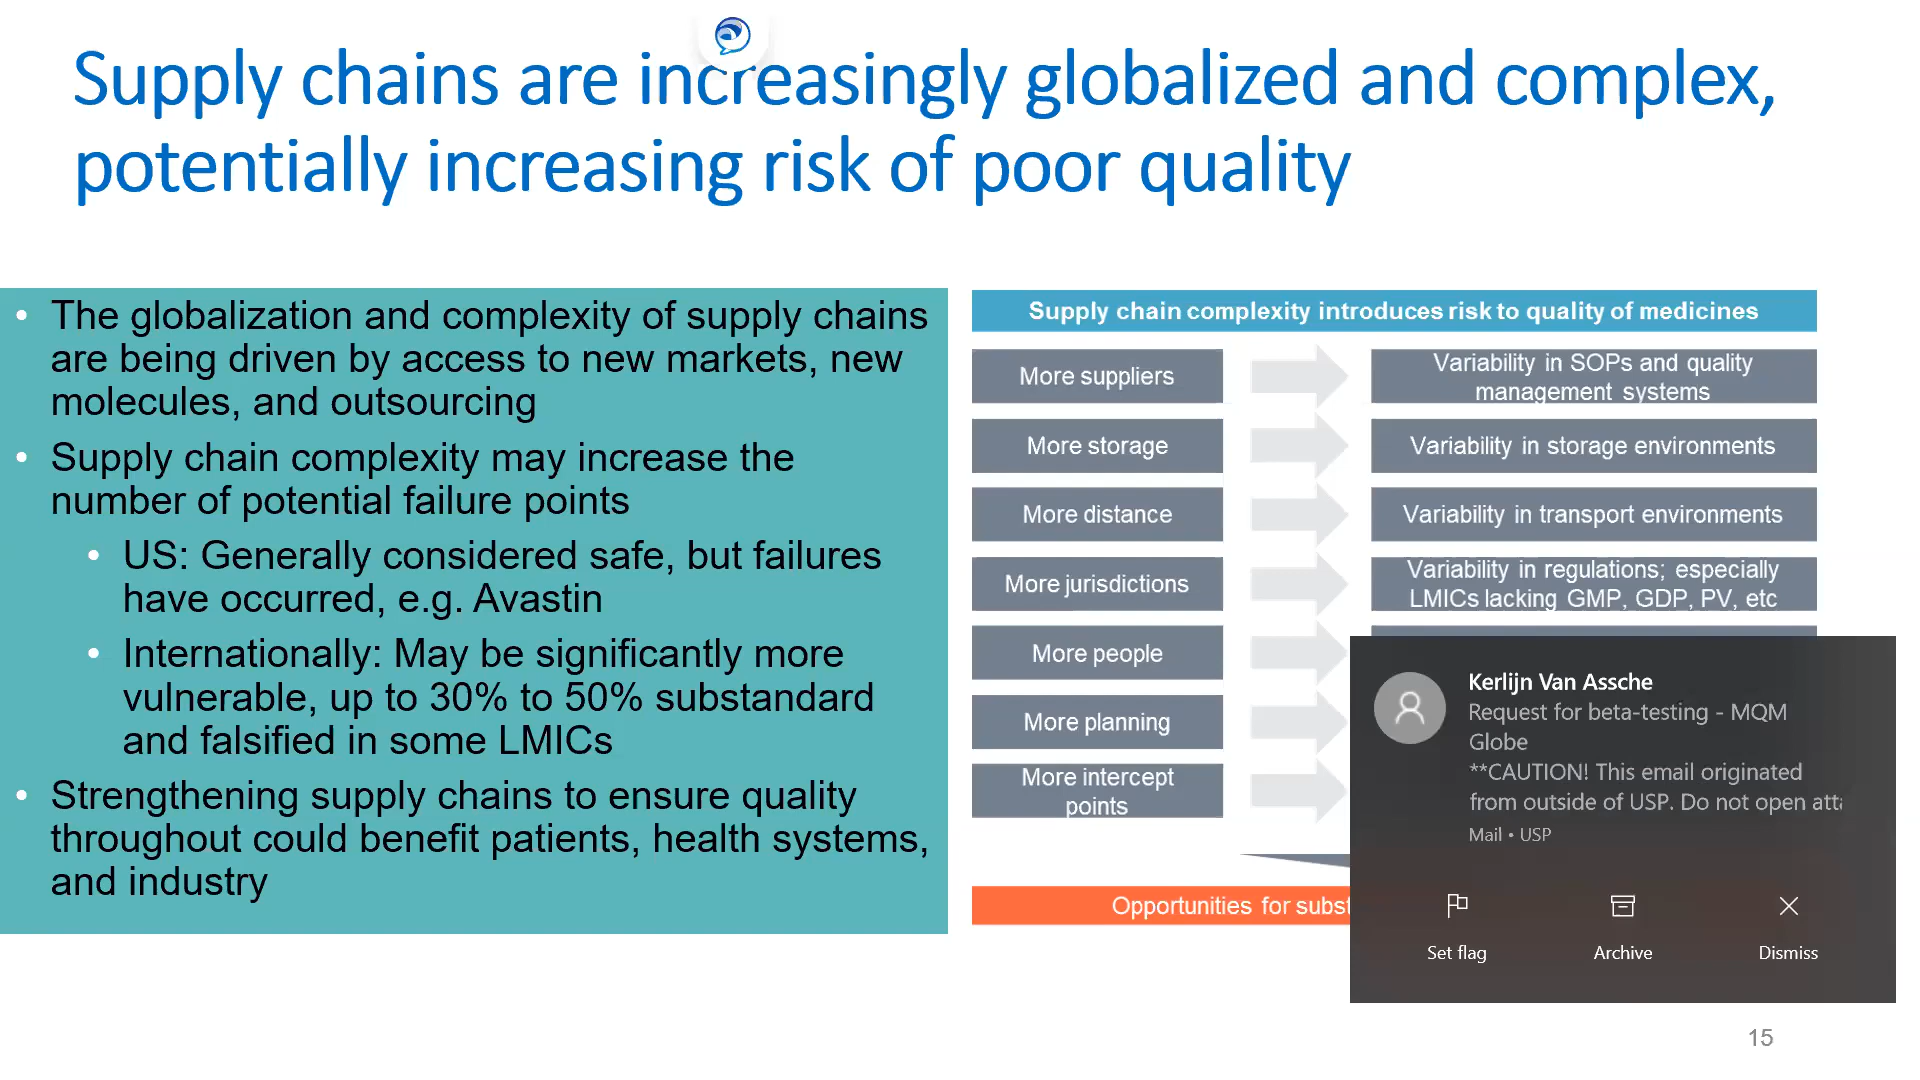 Supply chains are increasingly globalized and complex,
potentially increasing risk of poor quality
• The globalization and complexity of supply chains
are being driven by access to new markets, new
molecules, and outsourcing
• Supply chain complexity may increase the
number of potential failure points
• US: Generally considered safe, but failures
have occurred, e.g. Avastin
• Internationally: May be significantly more
vulnerable, up to 30% to 50% substandard
and falsified in some LMICs
• Strengthening supply chains to ensure quality
throughout could benefit patients, health systems,
and industry
Supply chain complexity introduces risk to quality of medicines
More suppliers
Variability in SOPs and quality
management systems
More storage
Variability in storage environments
More distance
Variability in transport environments
More jurisdictions
Variability in regulations; especially
LMICs lacking GMP, GDP, PV, etc
More people
More planning
More intercept
points
Opportunities for subst
Kerlijn Van Assche
Request for beta-testing - MQM
Globe
**CAUTION! This email originated
from outside of USP. Do not open atta
Mail • USP
Set flag
Archive
Dismiss
15